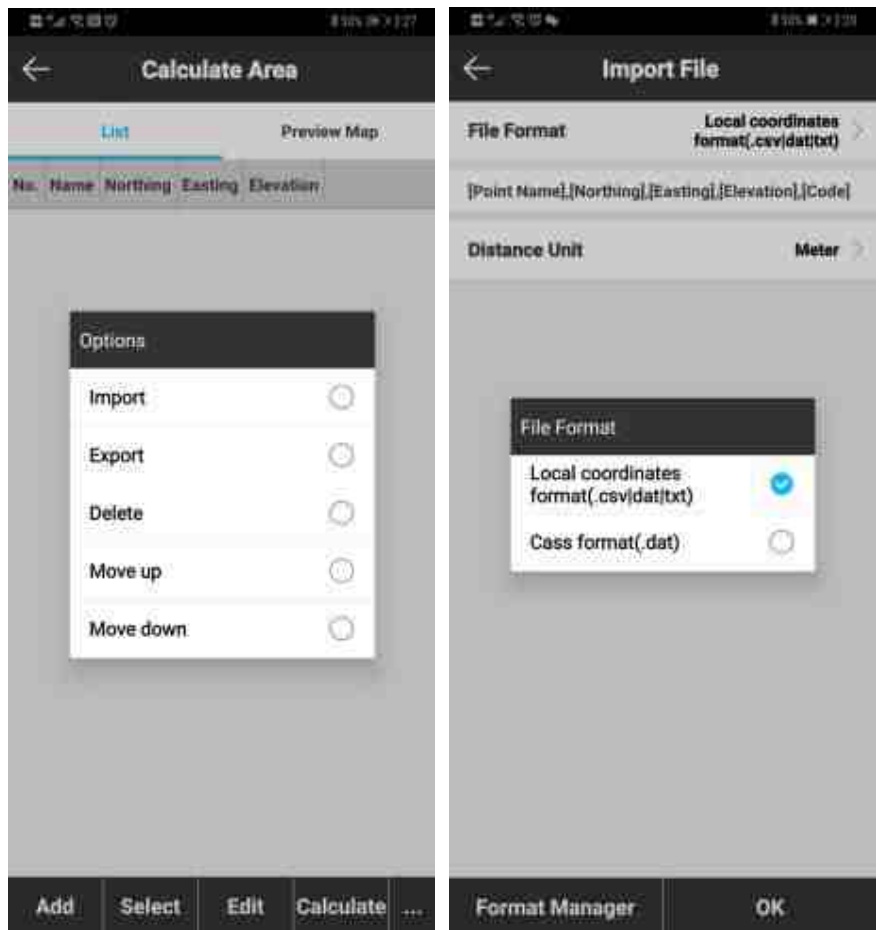 Calculate Area
List Preview Map
No. Name Northing Easting Elevation
Options
Import
Export
Delete
Move up
Move down
Add Select Edit Calculate ...
Import File
File Format Local coordinates
format(.csv|dat|txt)
[Point Name],[Northing],[Easting],[Elevation],[Code]
Distance Unit Meter
File Format
Local coordinates
format(.csv|dat|txt)
Cass format(.dat)
Format Manager OK